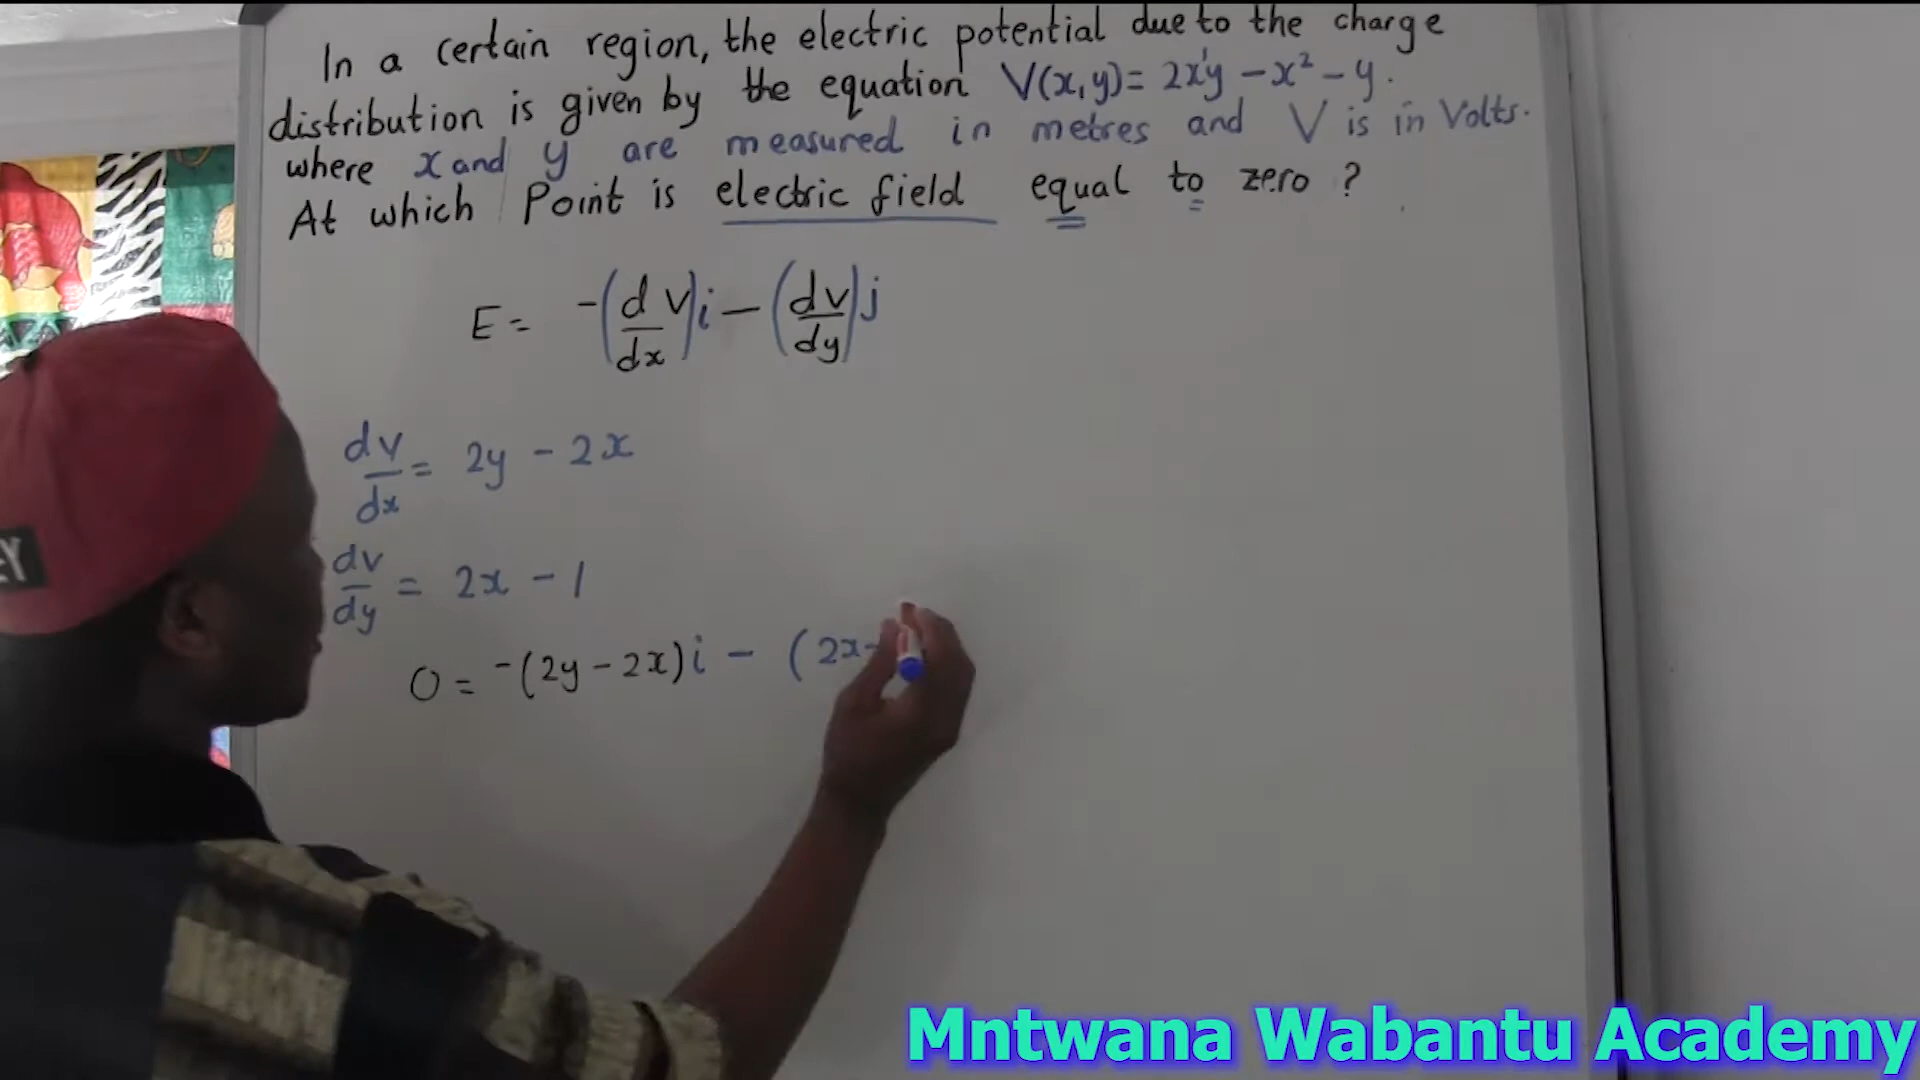 In a certain region, the electric potential due to the charge
distribution is given by the equation V(x,y) = 2x¹y - x² - y.
where x and y are measured in metres and V is in Volts.
At which Point is electric field equal to zero ?
E = -(d/dx V)i - (dv/dy)j
dv/dx = 2y - 2x
dv/dy = 2x - 1
0 = -(2y - 2x)i - (2x-
Mntwana Wabantu Academy